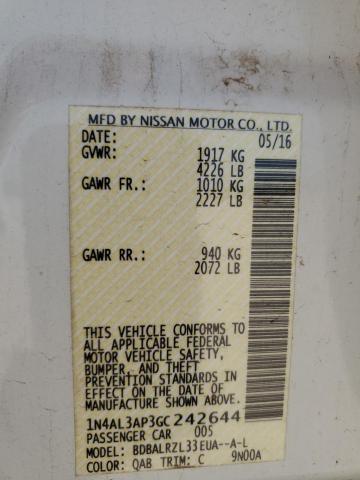 MFD BY NISSAN MOTOR CO., LTD.
DATE: 05/16
GVWR: 1917 KG
4226 LB
GAWR FR.: 1010 KG
2227 LB
GAWR RR.: 940 KG
2072 LB
THIS VEHICLE CONFORMS TO
ALL APPLICABLE FEDERAL
MOTOR VEHICLE SAFETY,
BUMPER, AND THEFT
PREVENTION STANDARDS IN
EFFECT ON THE DATE OF
MANUFACTURE SHOWN ABOVE.
1N4AL3AP3GC242644
PASSENGER CAR 005
MODEL: BDBALRZL33EUA--A-L
COLOR: QAB TRIM: C 9N00A